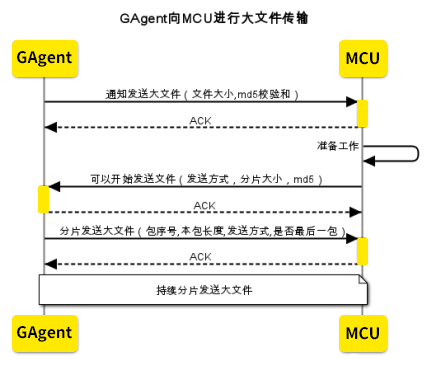 GAgent向MCU进行大文件传输
GAgent
MCU
通知发送大文件（文件大小,md5校验和）
ACK
准备工作
可以开始发送文件（发送方式，分片大小，md5）
ACK
分片发送大文件（包序号,本包长度,发送方式,是否最后一包）
ACK
持续分片发送大文件
GAgent
MCU